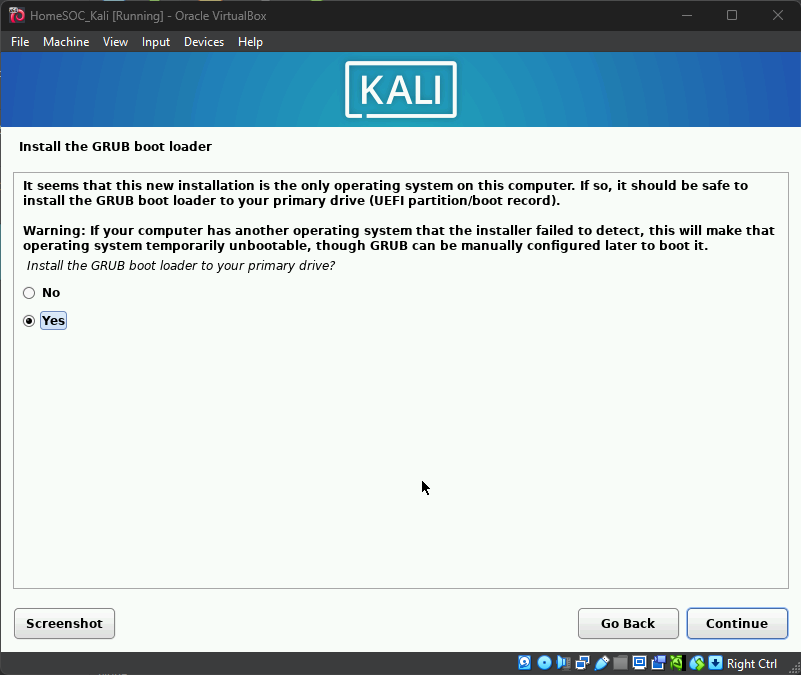 HomeSOC_Kali [Running] - Oracle VirtualBox
File Machine View Input Devices Help
KALI
Install the GRUB boot loader
It seems that this new installation is the only operating system on this computer. If so, it should be safe to
install the GRUB boot loader to your primary drive (UEFI partition/boot record).
Warning: If your computer has another operating system that the installer failed to detect, this will make that
operating system temporarily unbootable, though GRUB can be manually configured later to boot it.
Install the GRUB boot loader to your primary drive?
No
Yes
Screenshot Go Back Continue
Right Ctrl